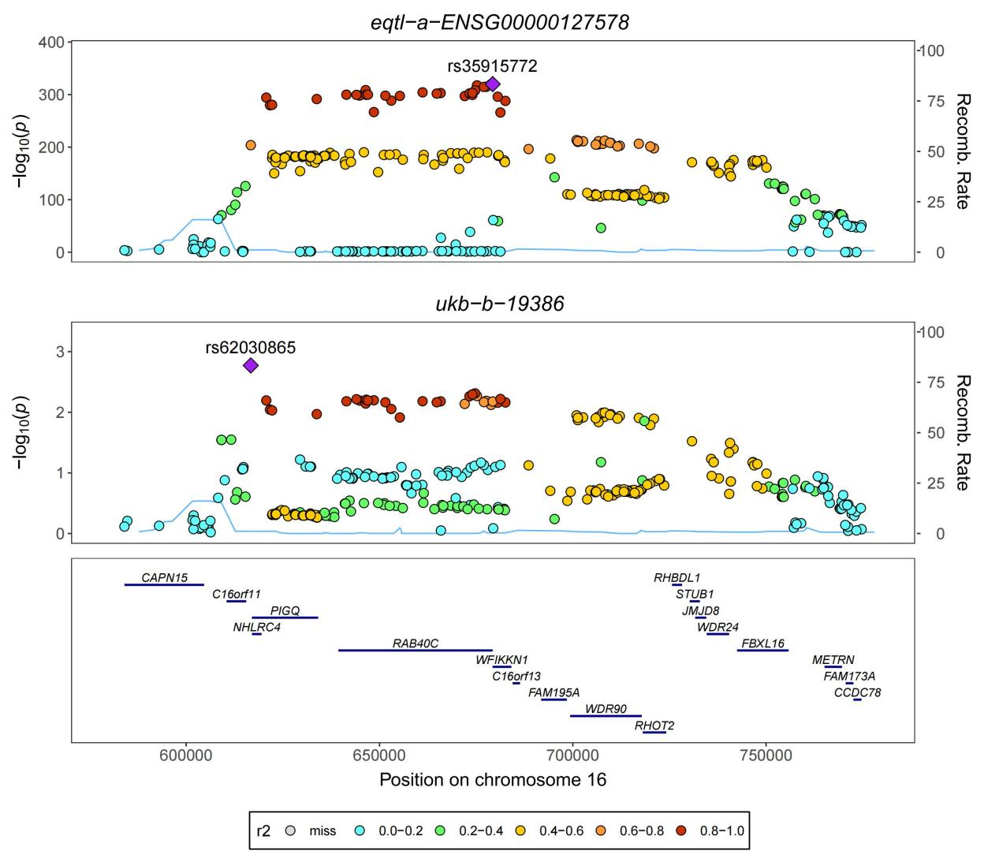 eqtl−a−ENSG00000127578
400
300
200
100
0
−log10(p)
rs35915772
100
75
50
25
0
Recomb. Rate
ukb−b−19386
3
2
1
0
−log10(p)
rs62030865
100
75
50
25
0
Recomb. Rate
CAPN15
RHBDL1
C16orf11
STUB1
PIGQ
JMJD8
NHLRC4
WDR24
RAB40C
FBXL16
WFIKKN1
METRN
C16orf13
FAM173A
FAM195A
CCDC78
WDR90
RHOT2
600000 650000 700000 750000
Position on chromosome 16
r2 miss 0.0−0.2 0.2−0.4 0.4−0.6 0.6−0.8 0.8−1.0